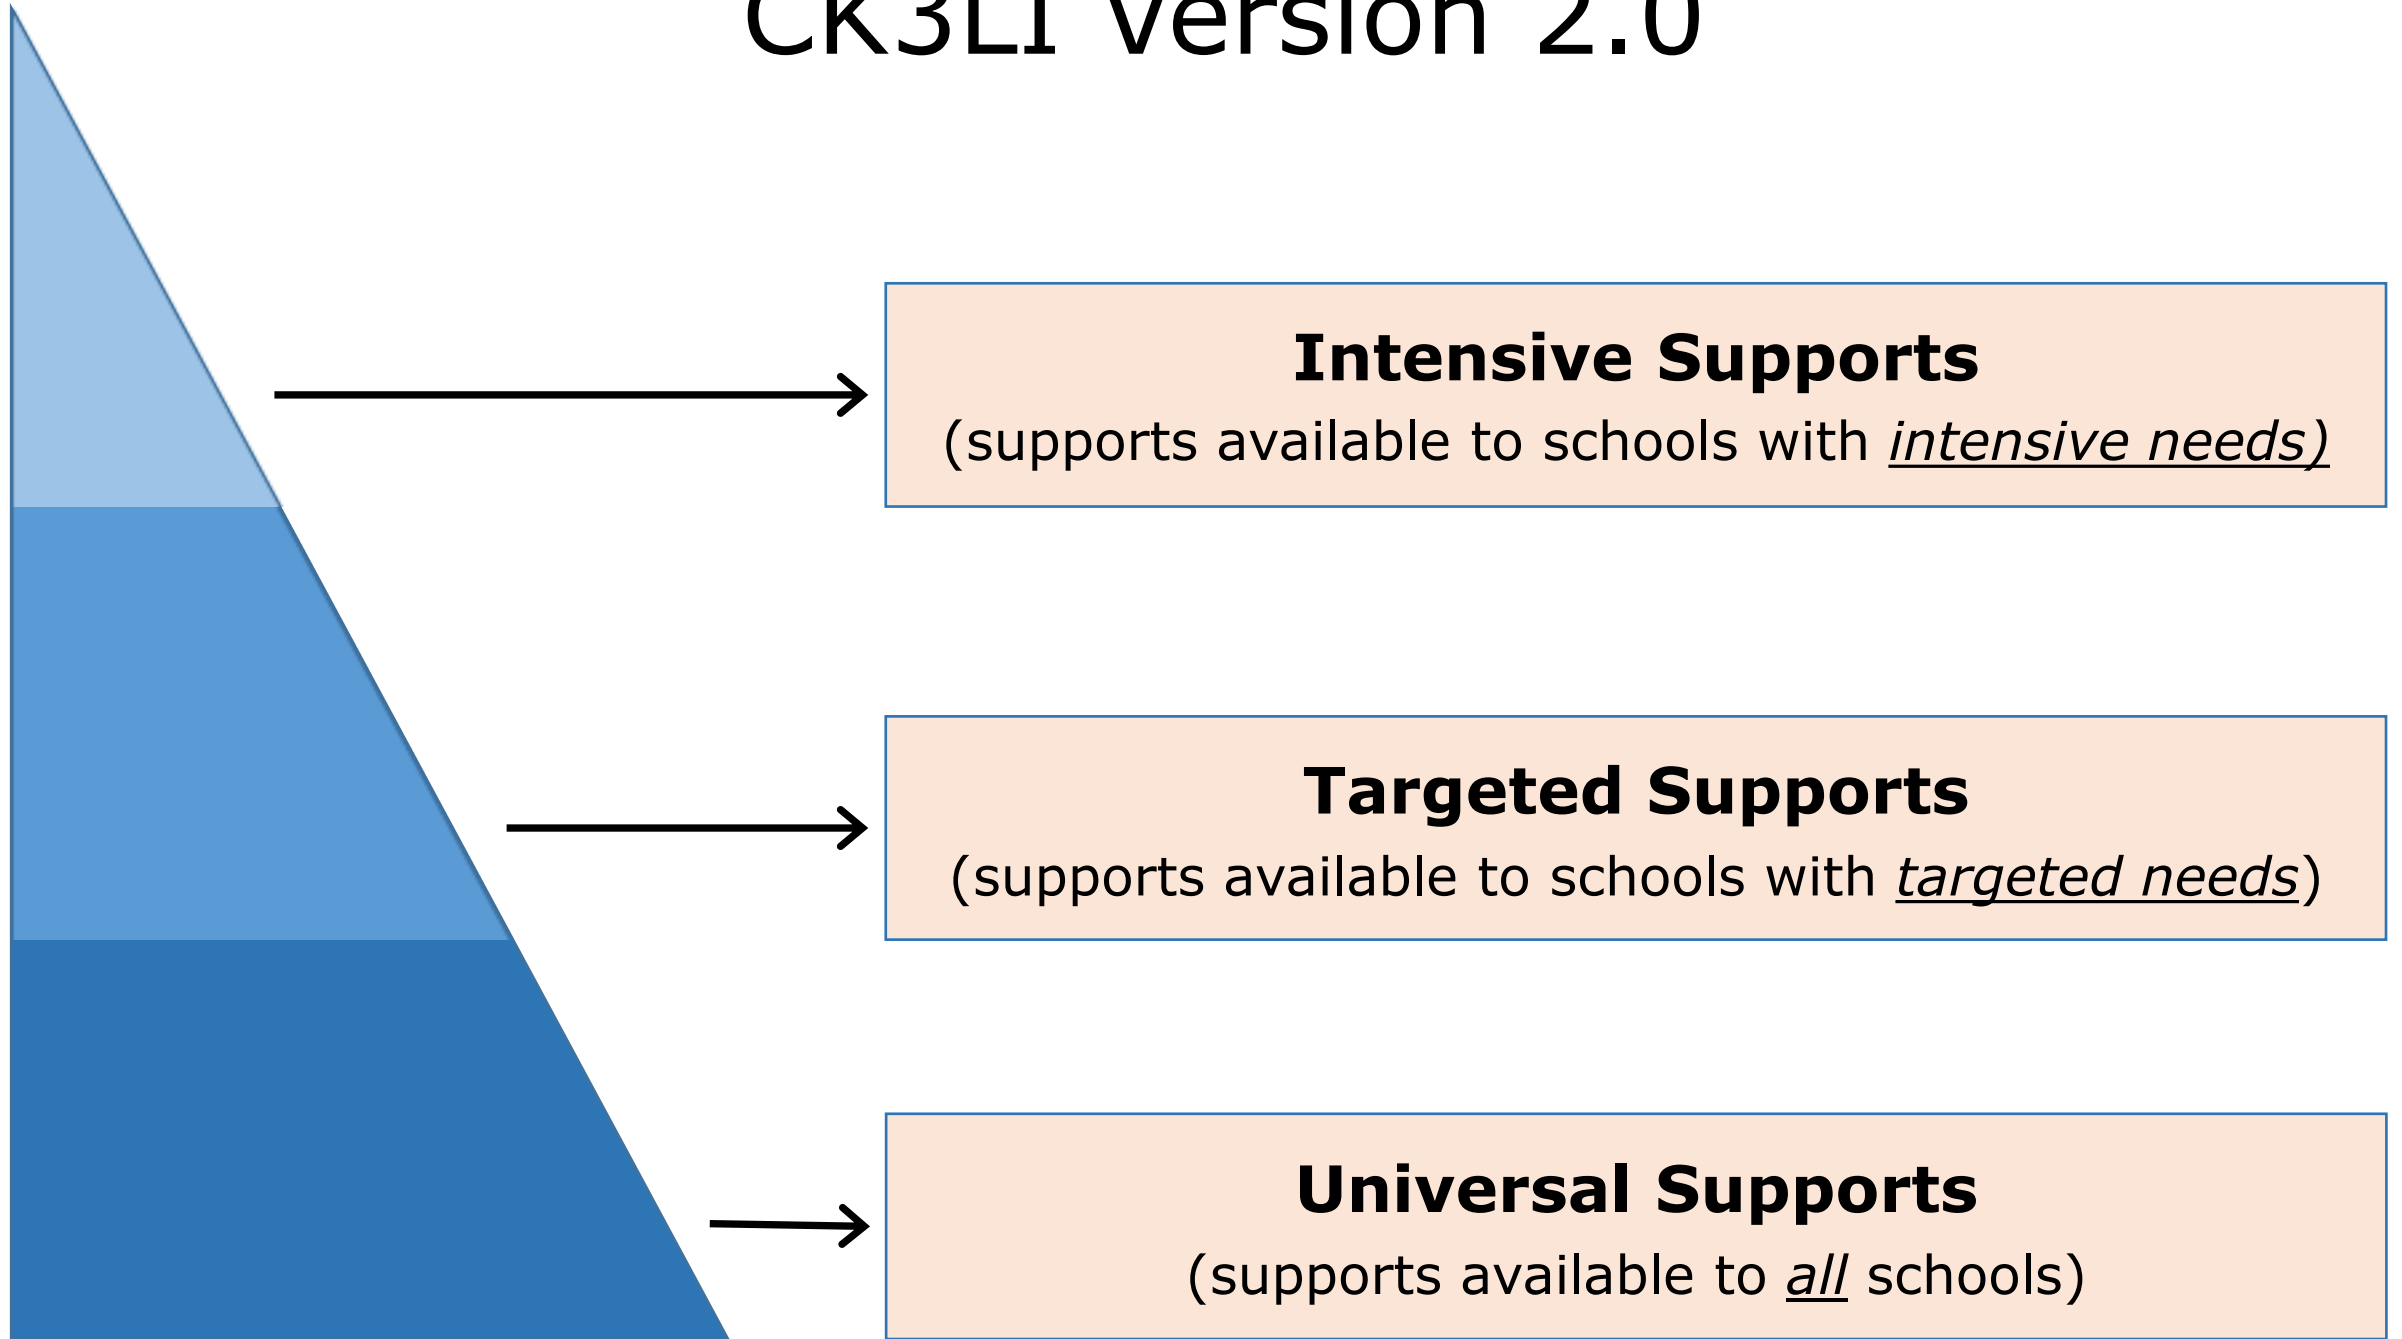 CK3LI Version 2.0
Intensive Supports
(supports available to schools with intensive needs)
Targeted Supports
(supports available to schools with targeted needs)
Universal Supports
(supports available to all schools)